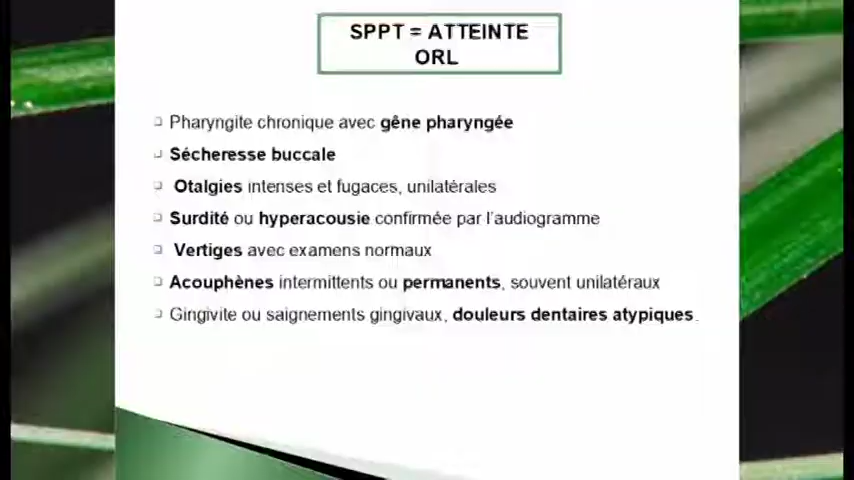 SPPT = ATTEINTE
ORL
Pharyngite chronique avec gêne pharyngée
Sécheresse buccale
Otalgies intenses et fugaces, unilatérales
Surdité ou hyperacousie confirmée par l'audiogramme
Vertiges avec examens normaux
Acouphènes intermittents ou permanents, souvent unilatéraux
Gingivite ou saignements gingivaux, douleurs dentaires atypiques.